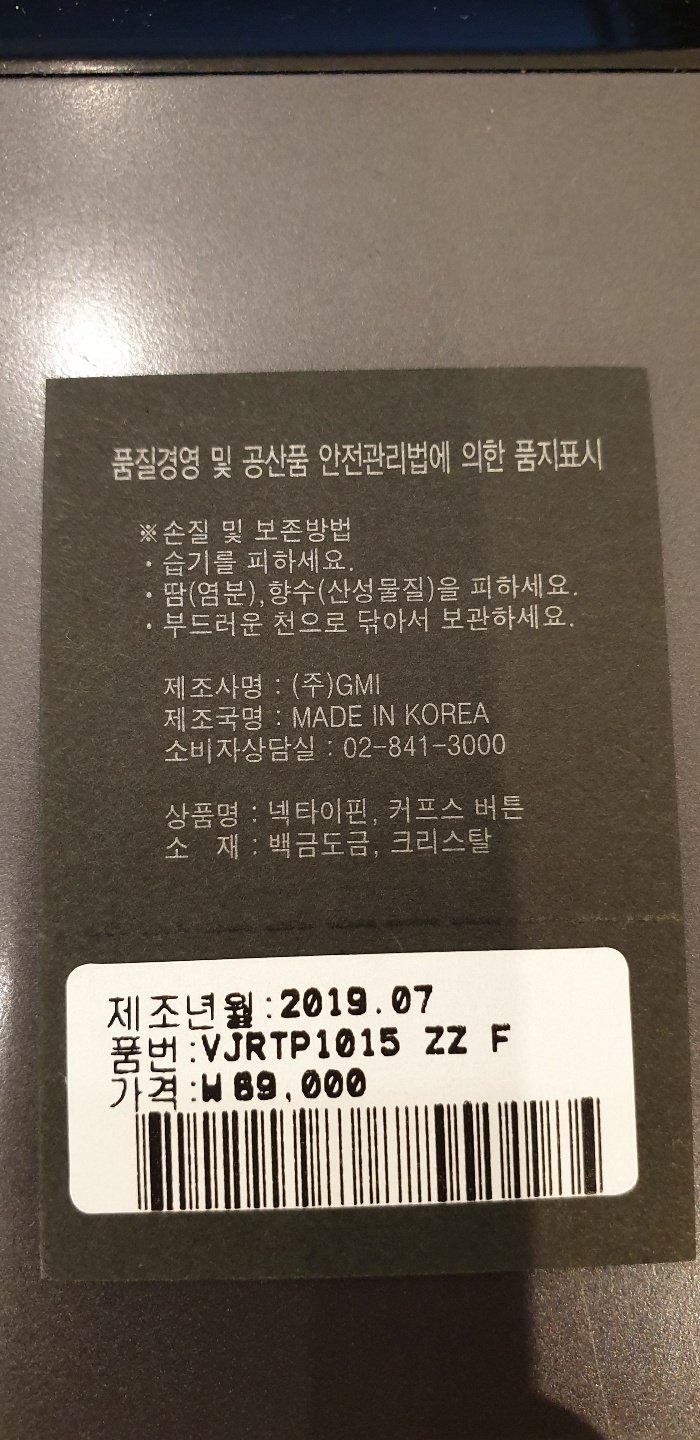 품질경영 및 공산품 안전관리법에 의한 품지표시
※손질 및 보존방법
· 습기를 피하세요.
· 땀(염분),향수(산성물질)을 피하세요.
· 부드러운 천으로 닦아서 보관하세요.
제조사명 : (주)GMI
제조국명 : MADE IN KOREA
소비자상담실 : 02-841-3000
상품명 : 넥타이핀, 커프스 버튼
소 재 : 백금도금, 크리스탈
제조년월:2019.07
품번:VJRTP1015 ZZ F
가격: